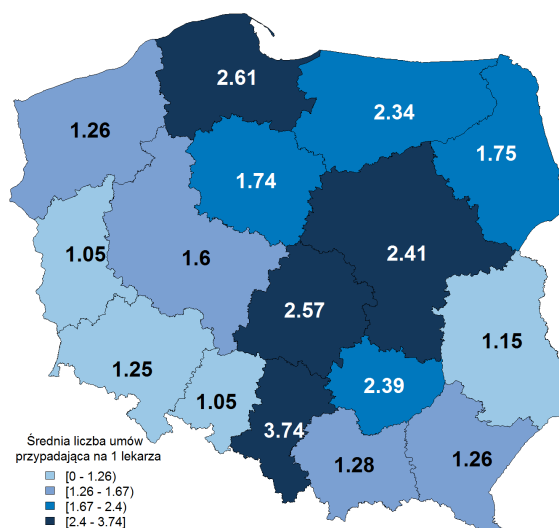 2.61
2.34
1.26
1.75
1.74
1.05
1.6
2.41
2.57
1.15
1.25
2.39
1.05
3.74
1.28
1.26
Średnia liczba umów
przypadająca na 1 lekarza
[0 - 1.26)
[1.26 - 1.67)
[1.67 - 2.4)
[2.4 - 3.74]